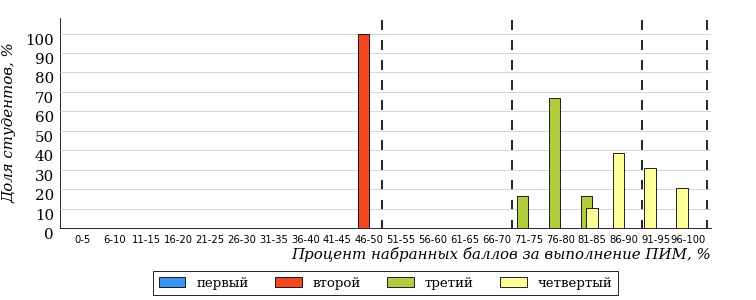 Доля студентов, %
100
90
80
70
60
50
40
30
20
10
0
0-5 6-10 11-15 16-20 21-25 26-30 31-35 36-40 41-45 46-50 51-55 56-60 61-65 66-70 71-75 76-80 81-85 86-90 91-95 96-100
Процент набранных баллов за выполнение ПИМ, %
первый второй третий четвертый